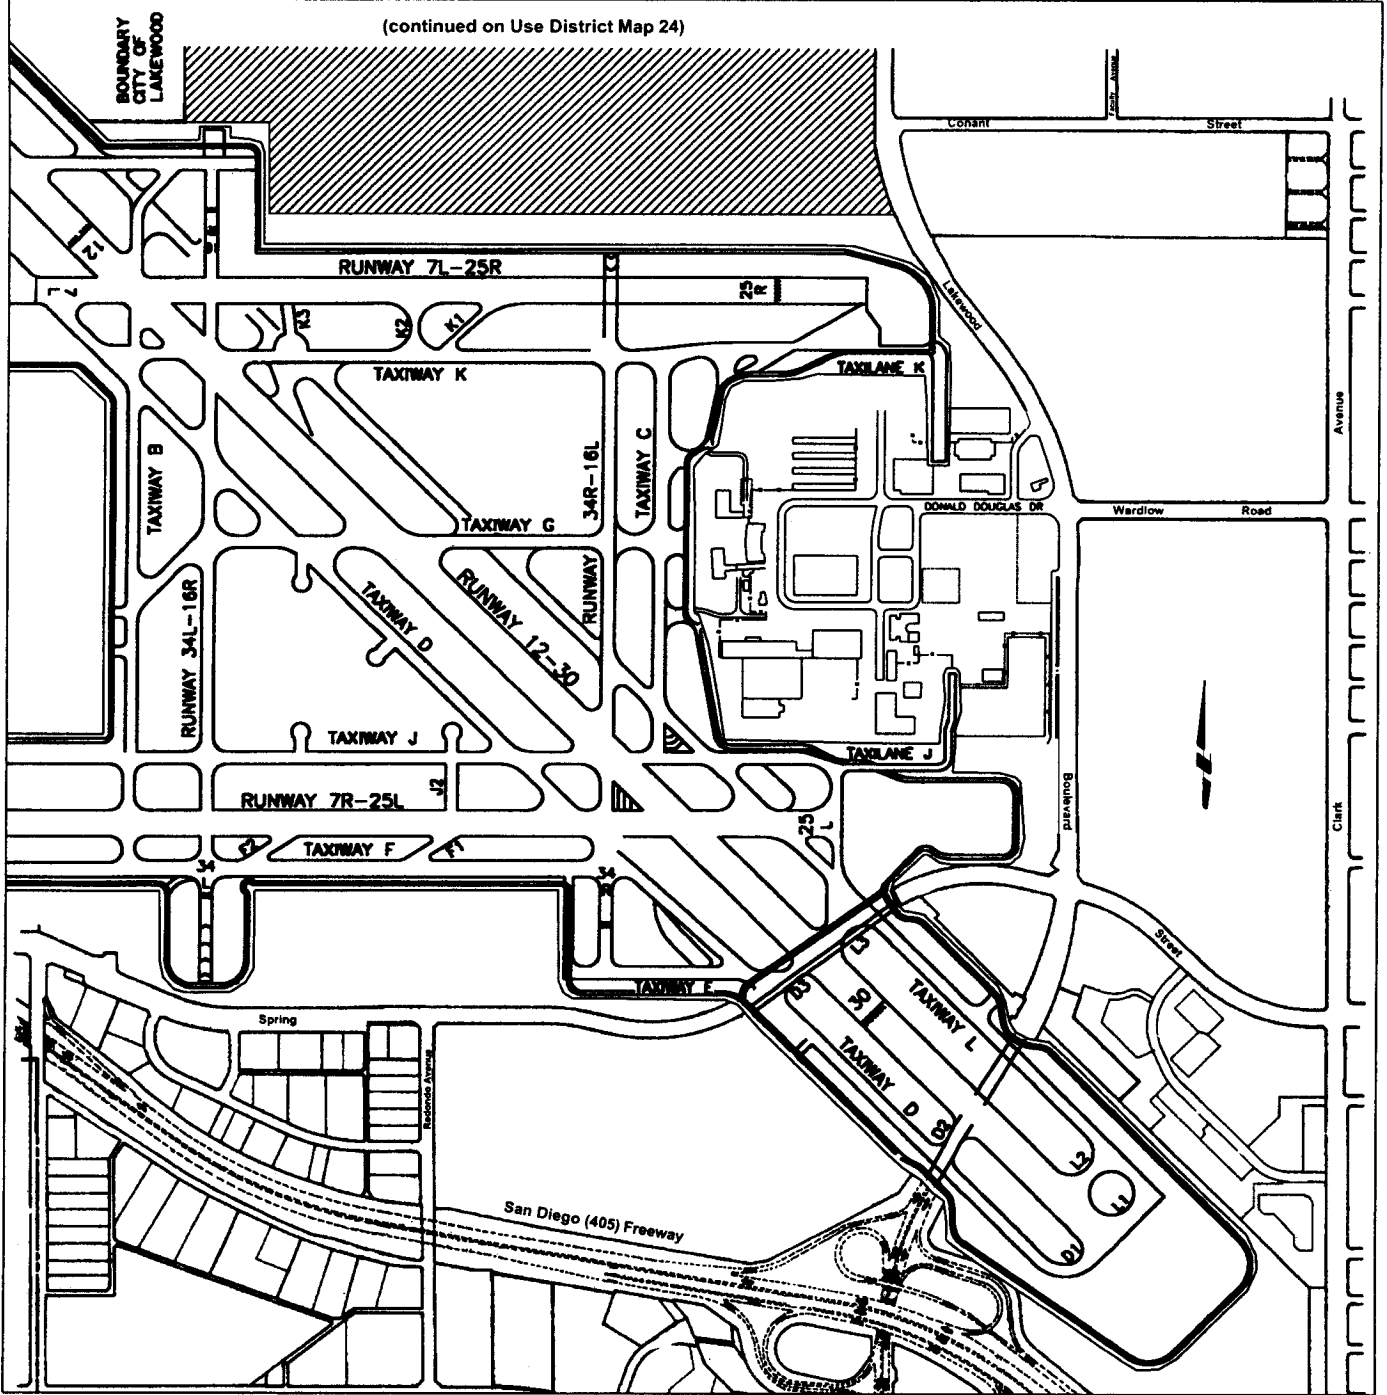 (continued on Use District Map 24)
BOUNDARY
CITY OF
LAKEWOOD
Faculty Avenue
Conant Street
12
RUNWAY 7L-25R
7
L
25
R
Lakewood
K3
K2
K1
TAXIWAY K
TAXILANE K
Avenue
TAXIWAY B
34R-16L
TAXIWAY C
TAXIWAY G
DONALD DOUGLAS DR
Wardlow Road
RUNWAY
TAXIWAY D
RUNWAY 12-30
RUNWAY 34L-16R
TAXIWAY J
TAXILANE J
J2
RUNWAY 7R-25L
Boulevard
Clark
25
L
F2
TAXIWAY F
F1
34
34
Street
L3
TAXIWAY E
D3
30
TAXIWAY L
Spring
TAXIWAY D
Redondo Avenue
D2
L2
L1
D1
San Diego (405) Freeway